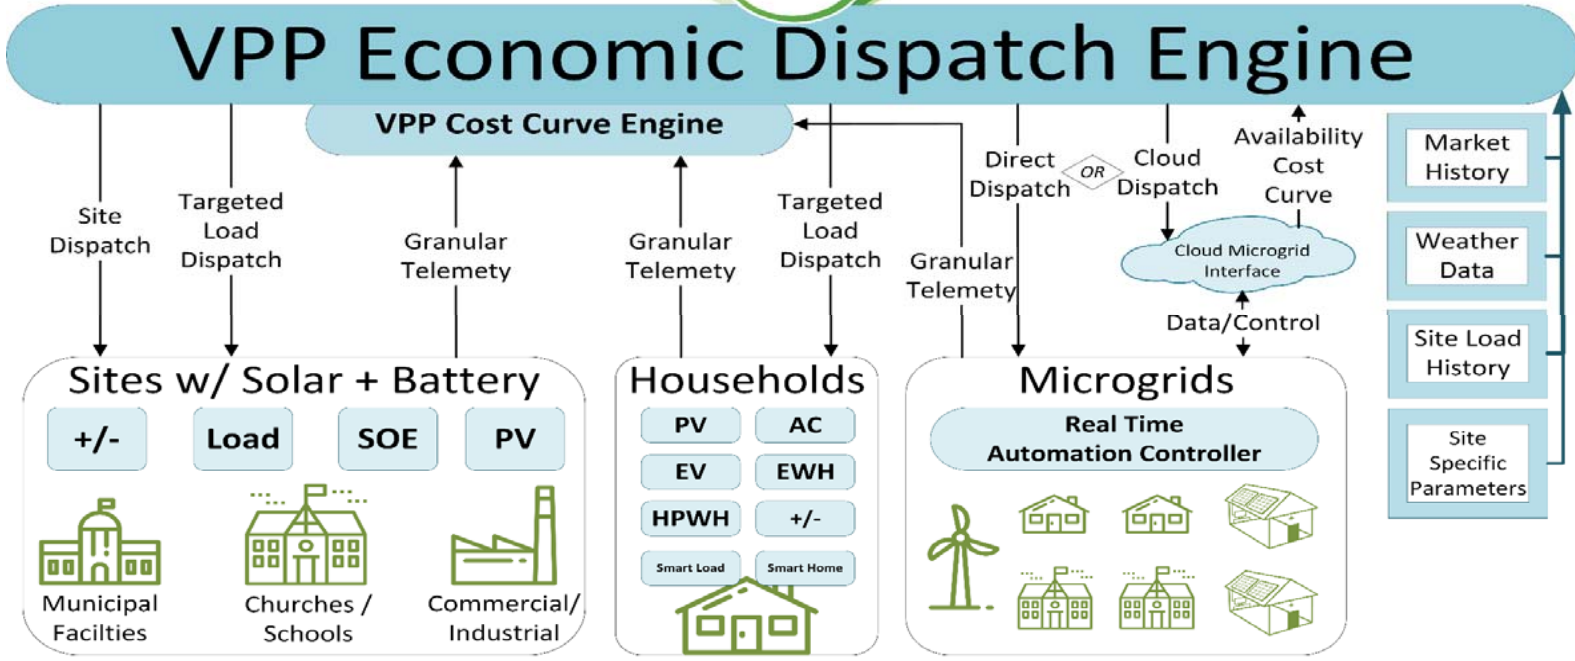 VPP Economic Dispatch Engine
VPP Cost Curve Engine
Site
Dispatch
Targeted
Load
Dispatch
Granular
Telemety
Granular
Telemety
Targeted
Load
Dispatch
Granular
Telemety
Direct
Dispatch
OR
Cloud
Dispatch
Availability
Cost
Curve
Cloud Microgrid
Interface
Data/Control
Market
History
Weather
Data
Site Load
History
Site
Specific
Parameters
Sites w/ Solar + Battery
+/-
Load
SOE
PV
Municipal
Facilties
Churches /
Schools
Commercial/
Industrial
Households
PV
AC
EV
EWH
HPWH
+/-
Smart Load
Smart Home
Microgrids
Real Time
Automation Controller